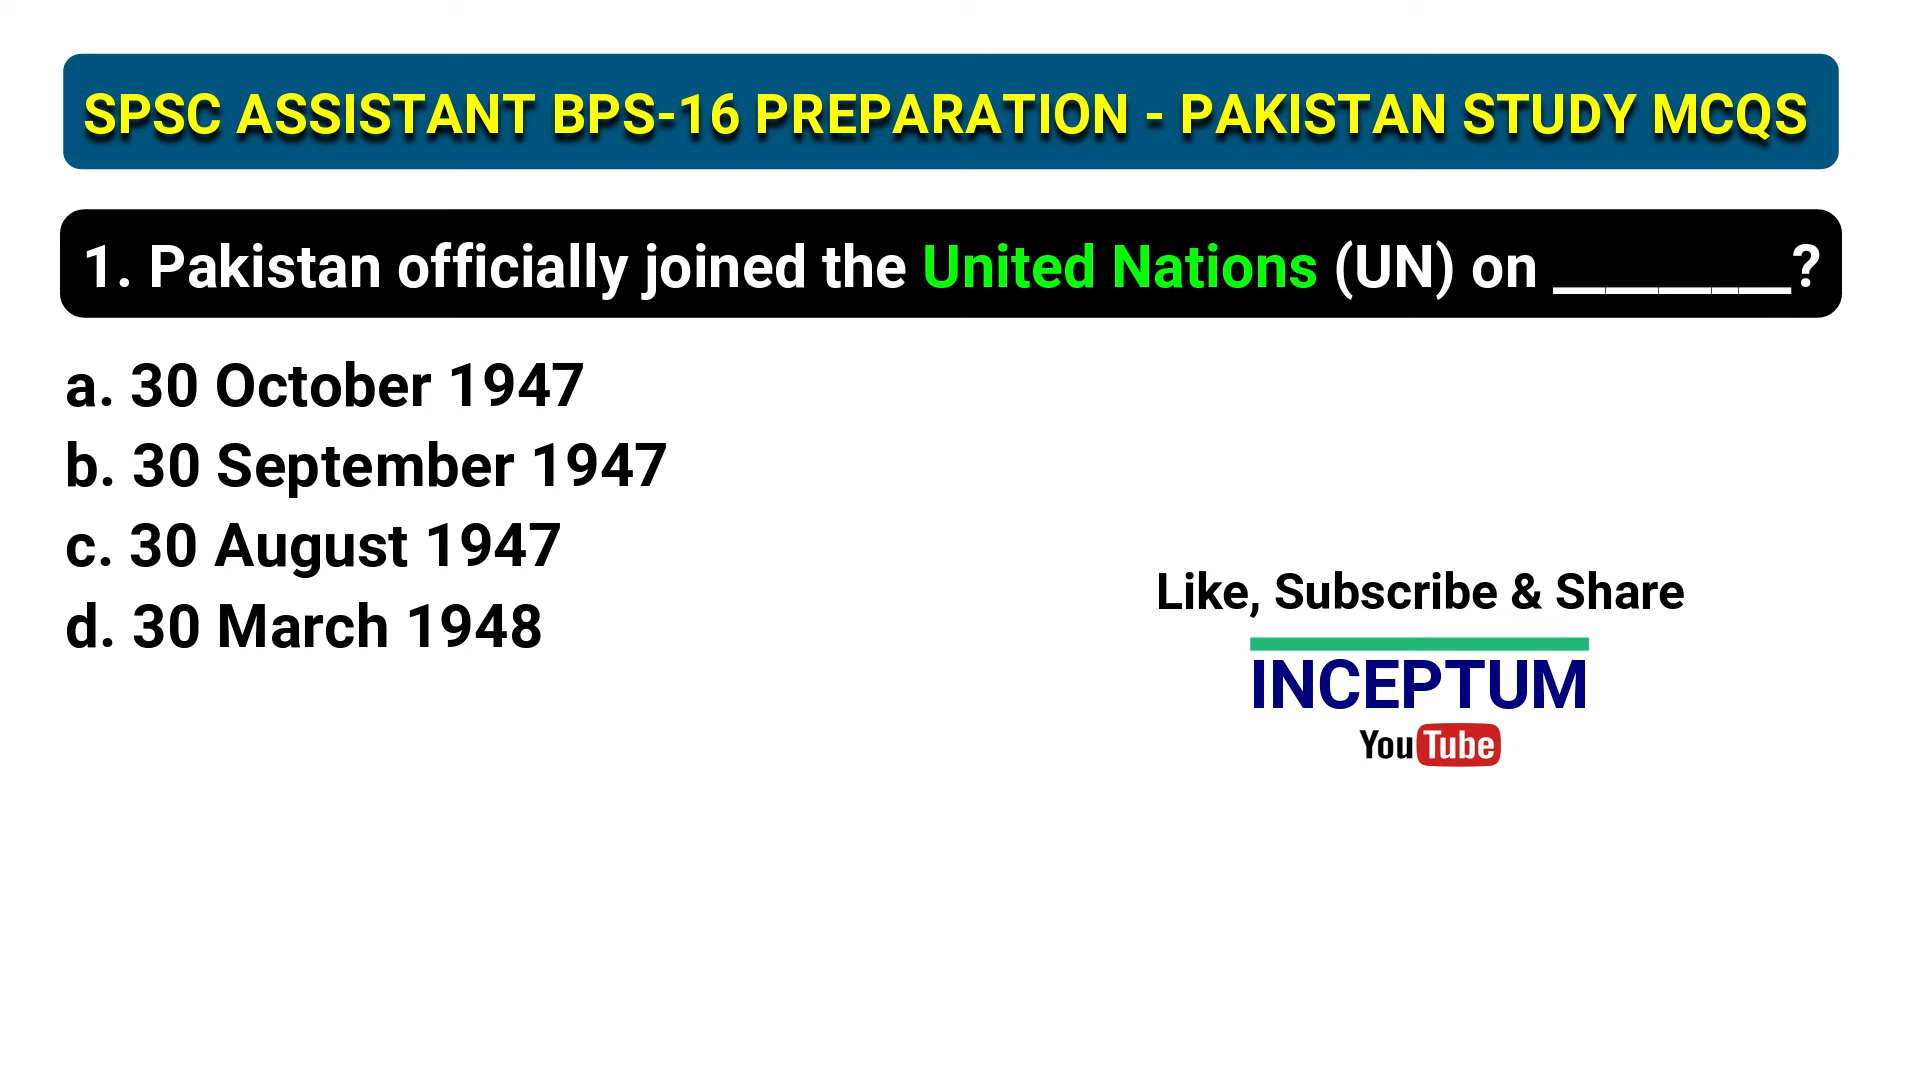 SPSC ASSISTANT BPS-16 PREPARATION - PAKISTAN STUDY MCQS
1. Pakistan officially joined the United Nations (UN) on _________?
a. 30 October 1947
b. 30 September 1947
c. 30 August 1947
d. 30 March 1948
Like, Subscribe & Share
INCEPTUM
YouTube